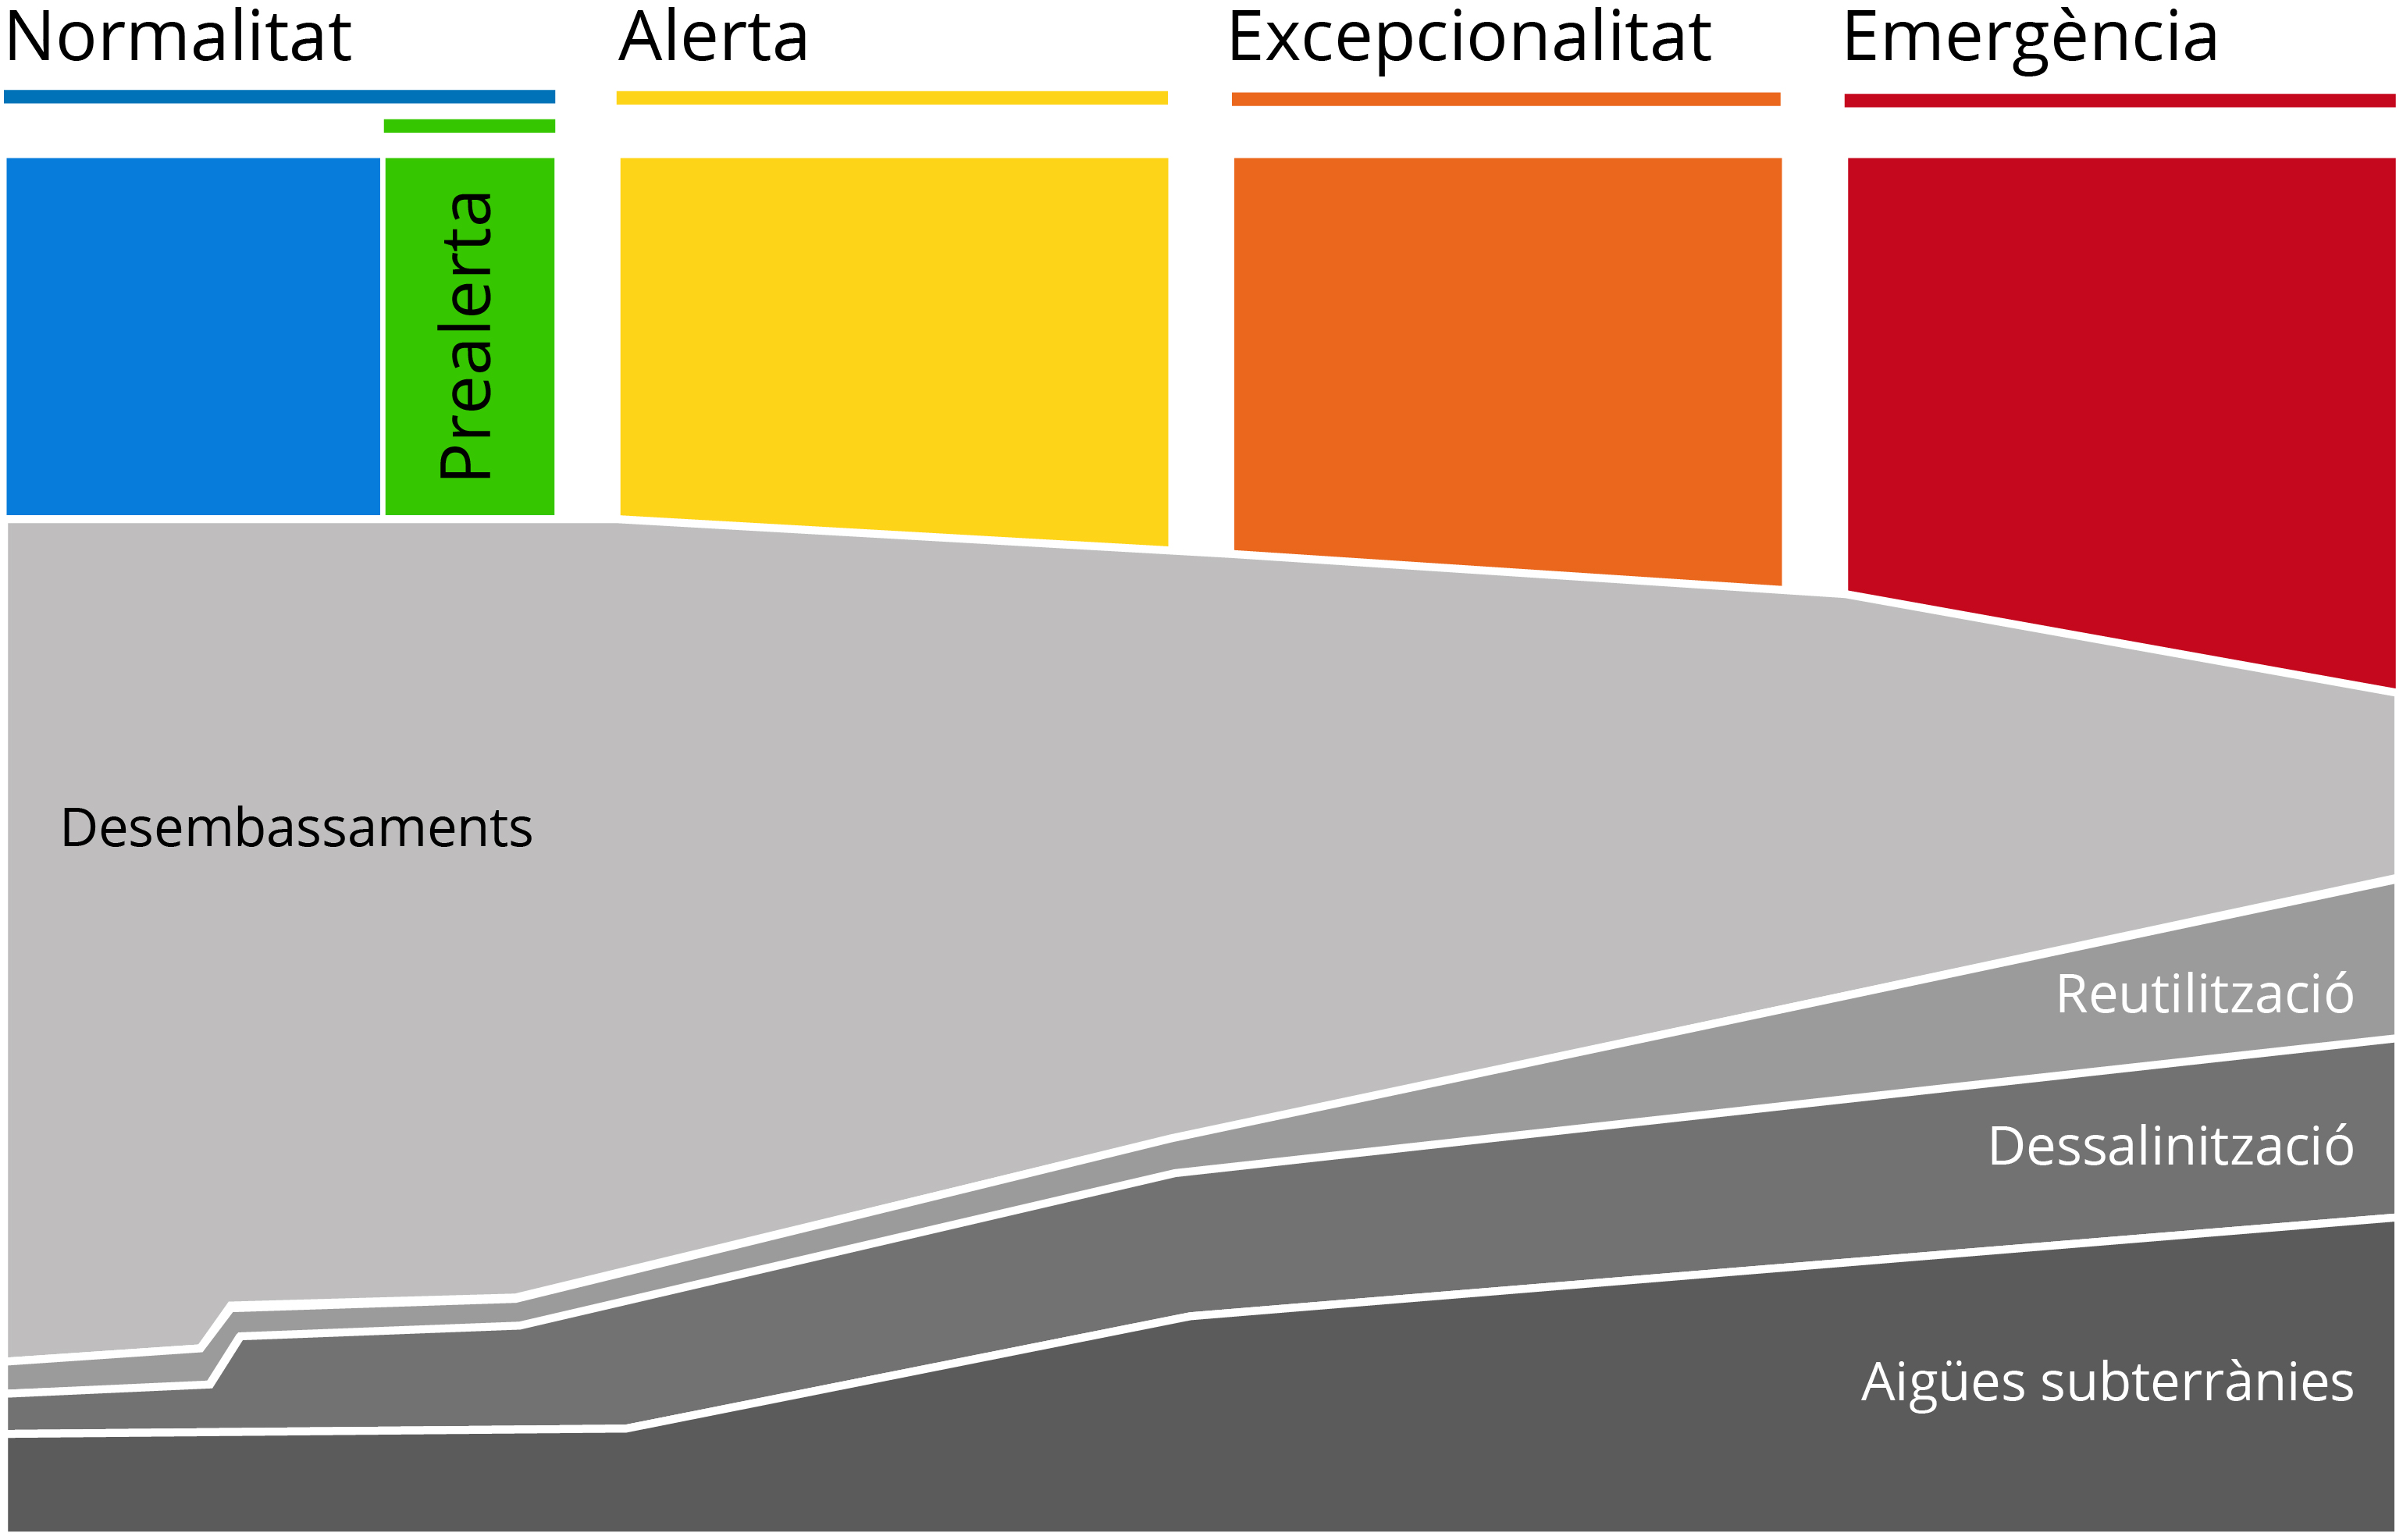 Normalitat
Alerta
Excepcionalitat
Emergència
Prealerta
Desembassaments
Reutilització
Dessalinització
Aigües subterrànies